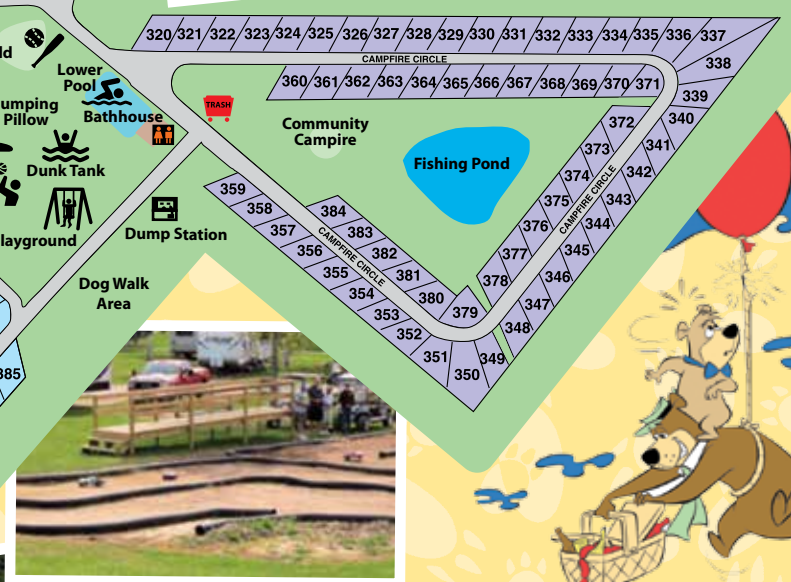 320 321 322 323 324 325 326 327 328 329 330 331 332 333 334 335 336 337
338
339
340
341
342
343
344
345
346
347
348
349
350
351
352
353
354
355
356
357
358
359
CAMPFIRE CIRCLE
360 361 362 363 364 365 366 367 368 369 370 371
372
373
374
375
376
377
378
CAMPFIRE CIRCLE
379
380
381
382
383
384
CAMPFIRE CIRCLE
ld
Lower
Pool
umping
Pillow
Bathhouse
TRASH
Community
Campire
Fishing Pond
Dunk Tank
layground
Dump Station
Dog Walk
Area
385